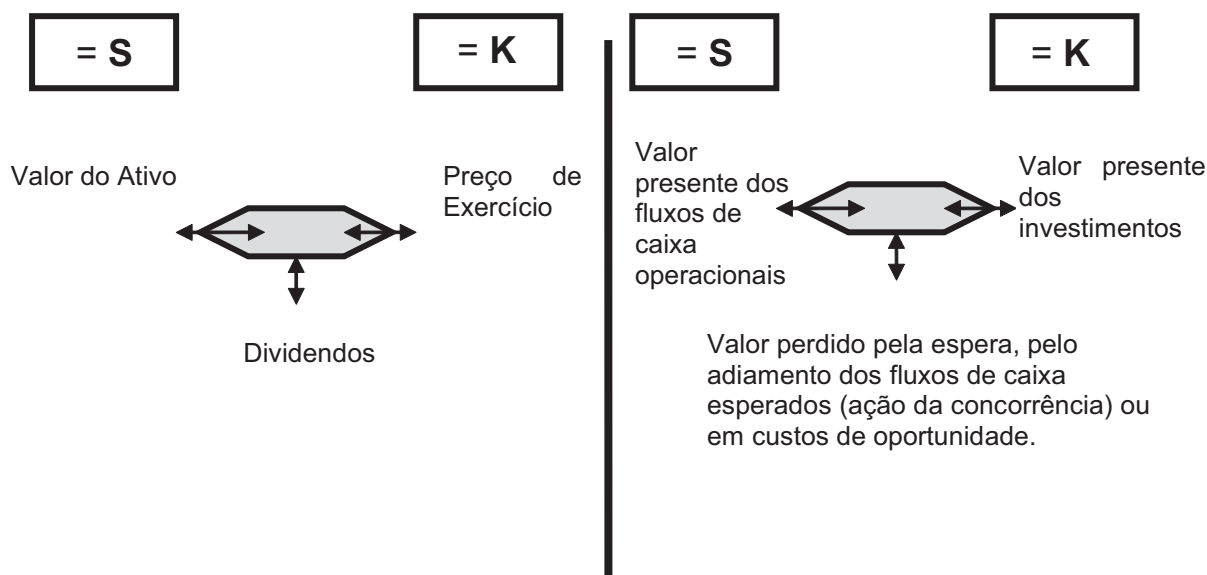 = S
= K
Valor do Ativo
Preço de
Exercício
Dividendos
= S
= K
Valor
presente dos
fluxos de
caixa
operacionais
Valor presente
dos
investimentos
Valor perdido pela espera, pelo
adiamento dos fluxos de caixa
esperados (ação da concorrência) ou
em custos de oportunidade.